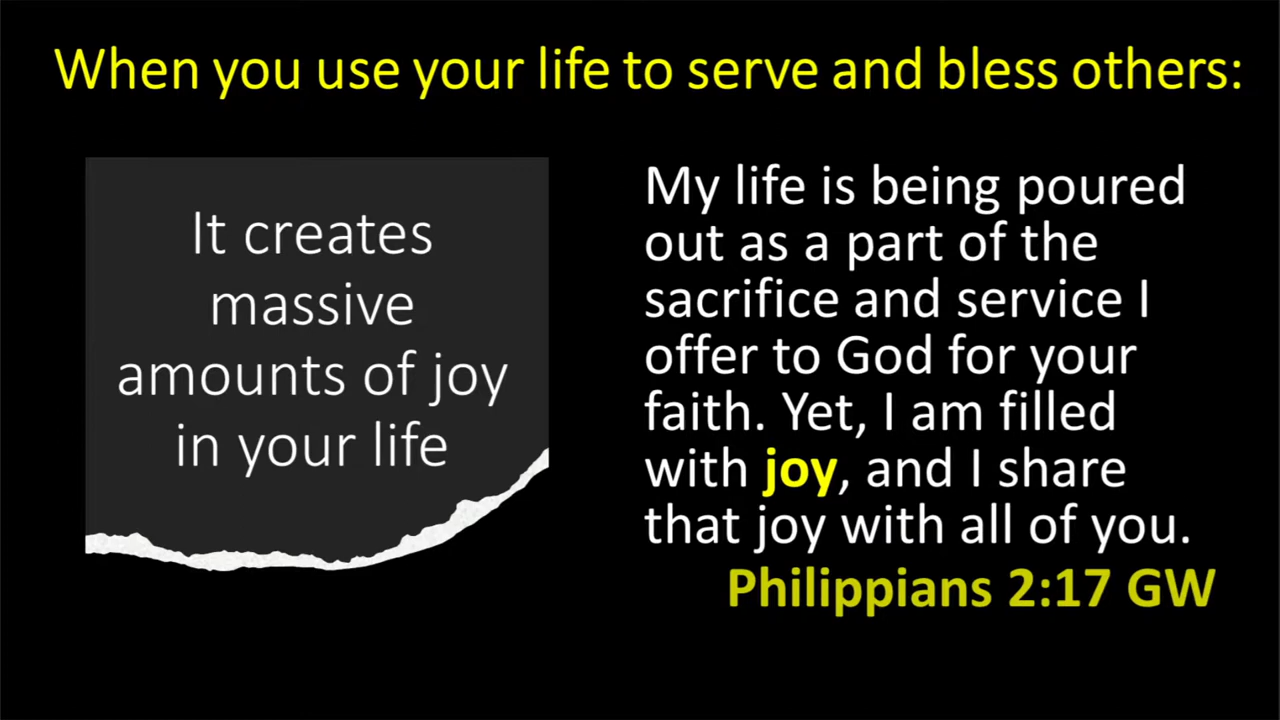 When you use your life to serve and bless others:
It creates
massive
amounts of joy
in your life
My life is being poured
out as a part of the
sacrifice and service I
offer to God for your
faith. Yet, I am filled
with joy, and I share
that joy with all of you.
Philippians 2:17 GW